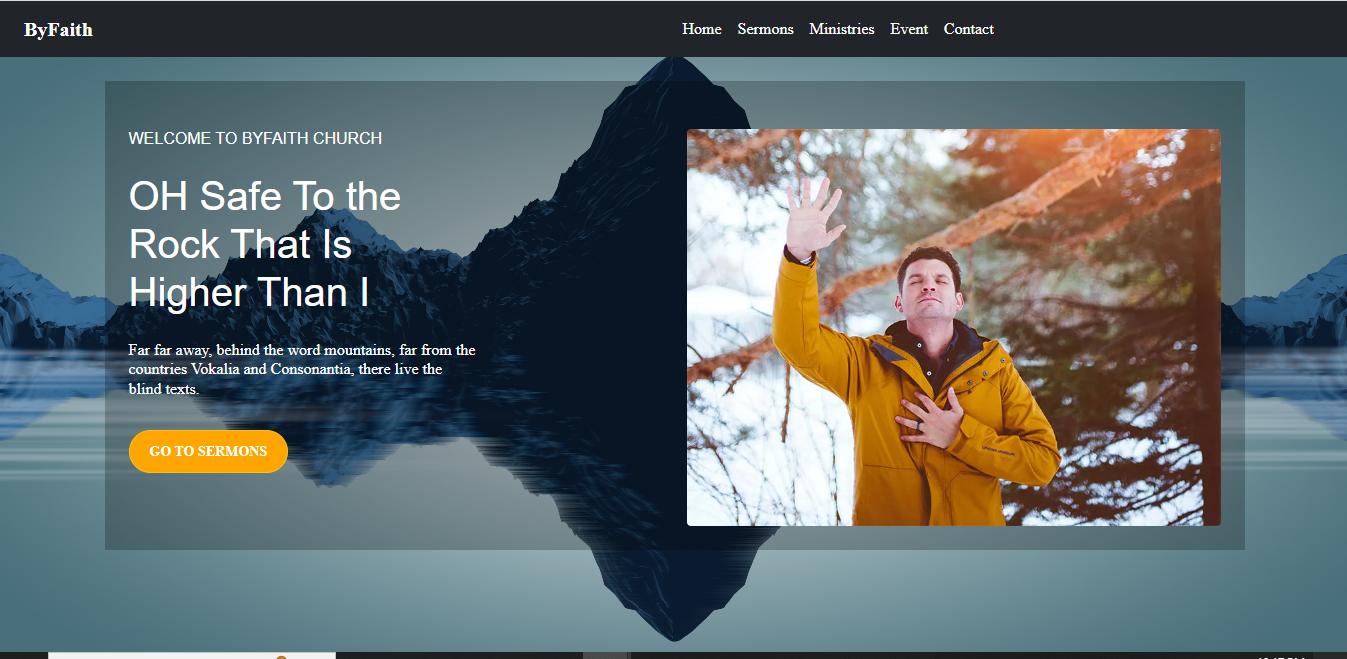 ByFaith
Home Sermons Ministries Event Contact
WELCOME TO BYFAITH CHURCH
OH Safe To the
Rock That Is
Higher Than I
Far far away, behind the word mountains, far from the
countries Vokalia and Consonantia, there live the
blind texts.
GO TO SERMONS